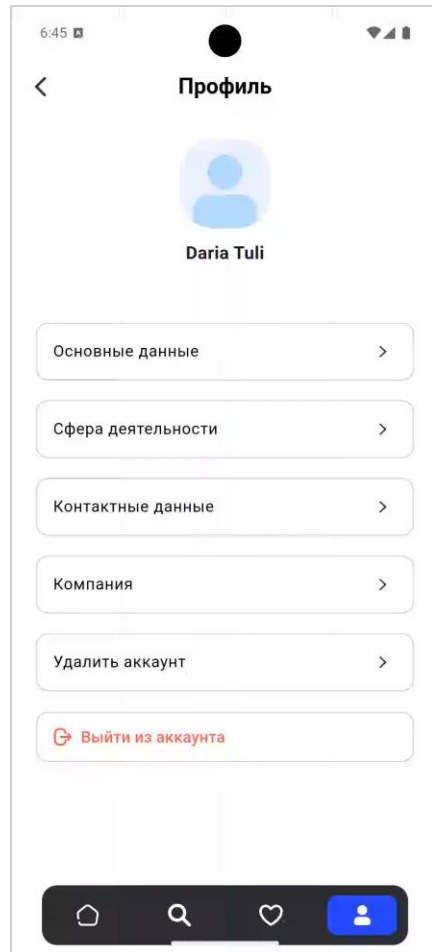 6:45
Профиль
Daria Tuli
Основные данные
Сфера деятельности
Контактные данные
Компания
Удалить аккаунт
Выйти из аккаунта